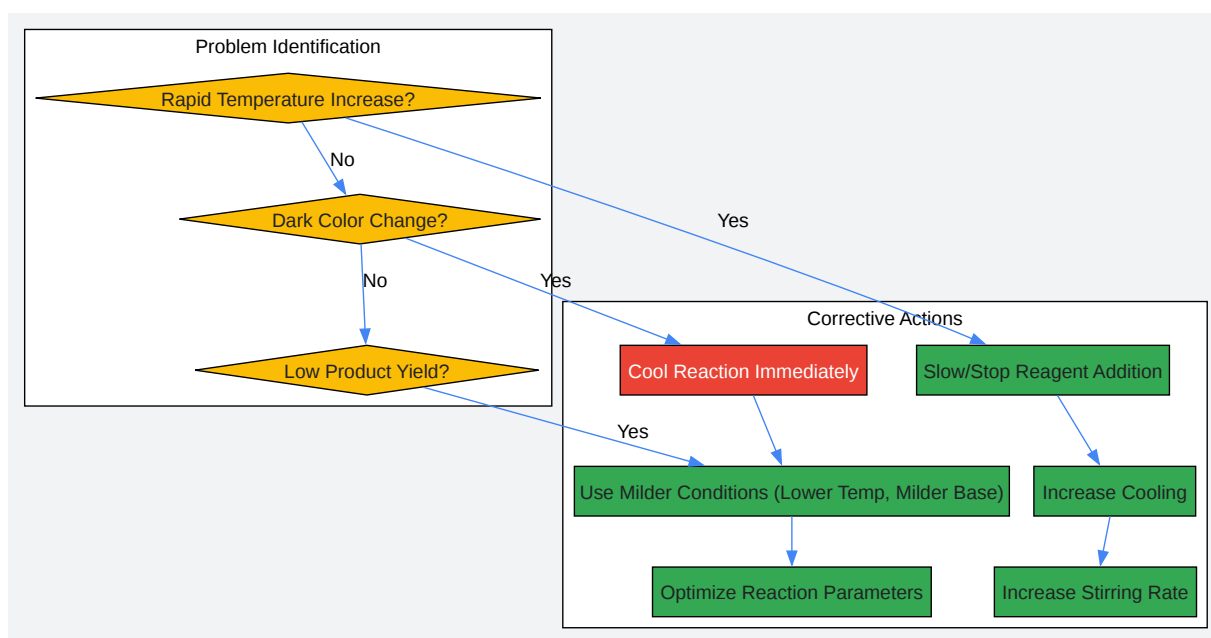 Problem Identification
Rapid Temperature Increase?
No
Dark Color Change?
Yes
No
Yes
Corrective Actions
Low Product Yield?
Cool Reaction Immediately
Slow/Stop Reagent Addition
Yes
Use Milder Conditions (Lower Temp, Milder Base)
Increase Cooling
Optimize Reaction Parameters
Increase Stirring Rate